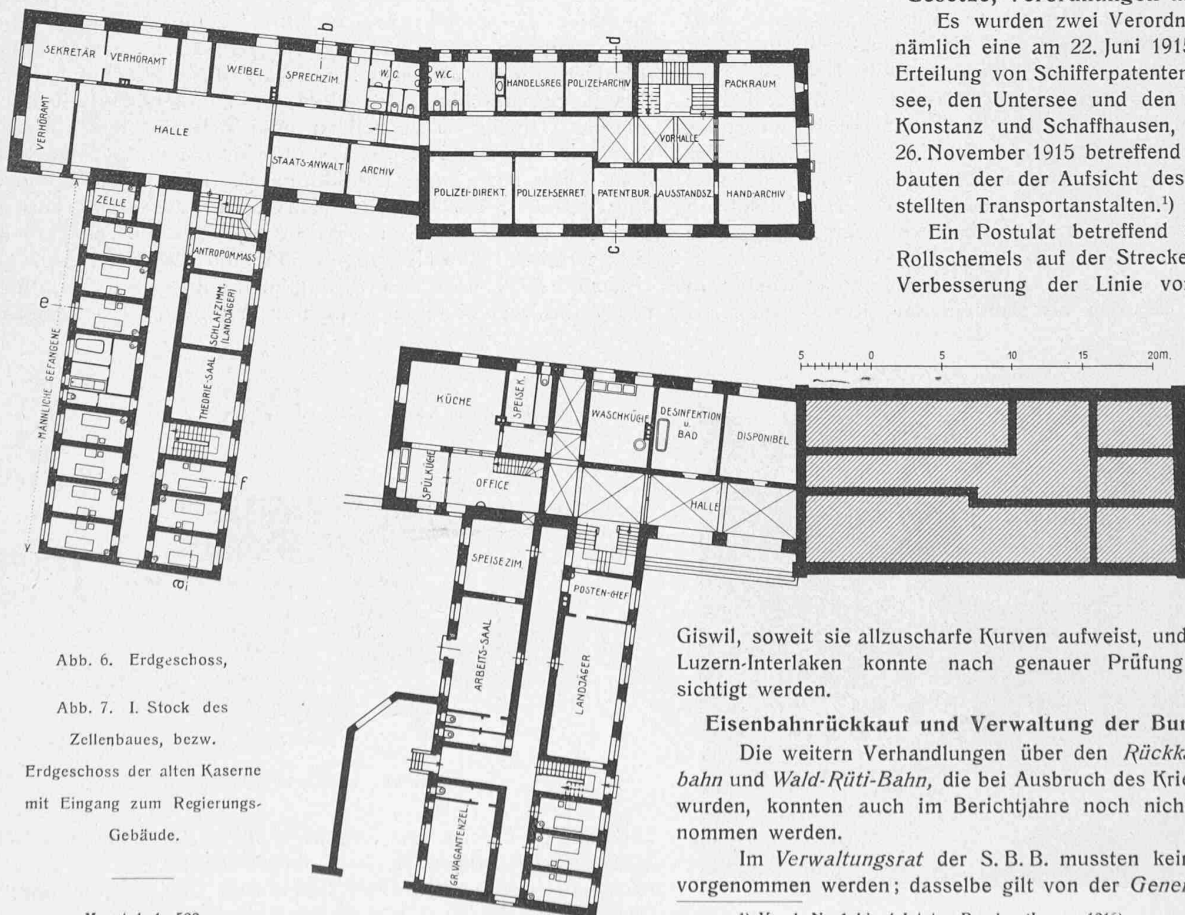 Gesetze, Verordnungen
Es wurden zwei Verordn
nämlich eine am 22. Juni 1915
Erteilung von Schifferpatenten
see, den Untersee und den
Konstanz und Schaffhausen,
26. November 1915 betreffend
bauten der der Aufsicht des
stellten Transportanstalten.¹)
Ein Postulat betreffend
Rollschemels auf der Strecke
Verbesserung der Linie vor
SEKRETÄR
VERHÖRAMT
WEIBEL
b
SPRECHZIM.
W.C.
W.C.
HANDELSREG.
d
POLIZEI-ARCHIV
PACKRAUM
VERHÖRAMT
HALLE
VORHALLE
STAATS-ANWALT
ARCHIV
POLIZEI-DIREKT.
POLIZEI-SEKRET.
PATENTBUR.
AUSSTANDSZ.
HAND-ARCHIV
c
ZELLE
ANTROPOM.MASS
e
SCHLAFZIMM.
(LANDJÄGER)
MÄNNLICHE GEFANGENE
THEORIE-SAAL
f
a
5 0 5 10 15 20m.
KÜCHE
SPEISEK.
WASCHKÜCHE
DESINFEKTION
u.
BAD
DISPONIBEL
SPÜLKÜCHE
OFFICE
HALLE
SPEISEZIM.
POSTEN-CHEF
ARBEITS-SAAL
LANDJÄGER
GR.VAGANTENZEL.
Abb. 6. Erdgeschoss,
Abb. 7. I. Stock des
Zellenbaues, bezw.
Erdgeschoss der alten Kaserne
mit Eingang zum Regierungs-
Gebäude.
Giswil, soweit sie allzuscharfe Kurven aufweist, und
Luzern-Interlaken konnte nach genauer Prüfung
sichtigt werden.
Eisenbahnrückkauf und Verwaltung der Bur
Die weitern Verhandlungen über den Rückka
bahn und Wald-Rüti-Bahn, die bei Ausbruch des Krie
wurden, konnten auch im Berichtjahre noch nich
nommen werden.
Im Verwaltungsrat der S. B. B. mussten kein
vorgenommen werden; dasselbe gilt von der Gener